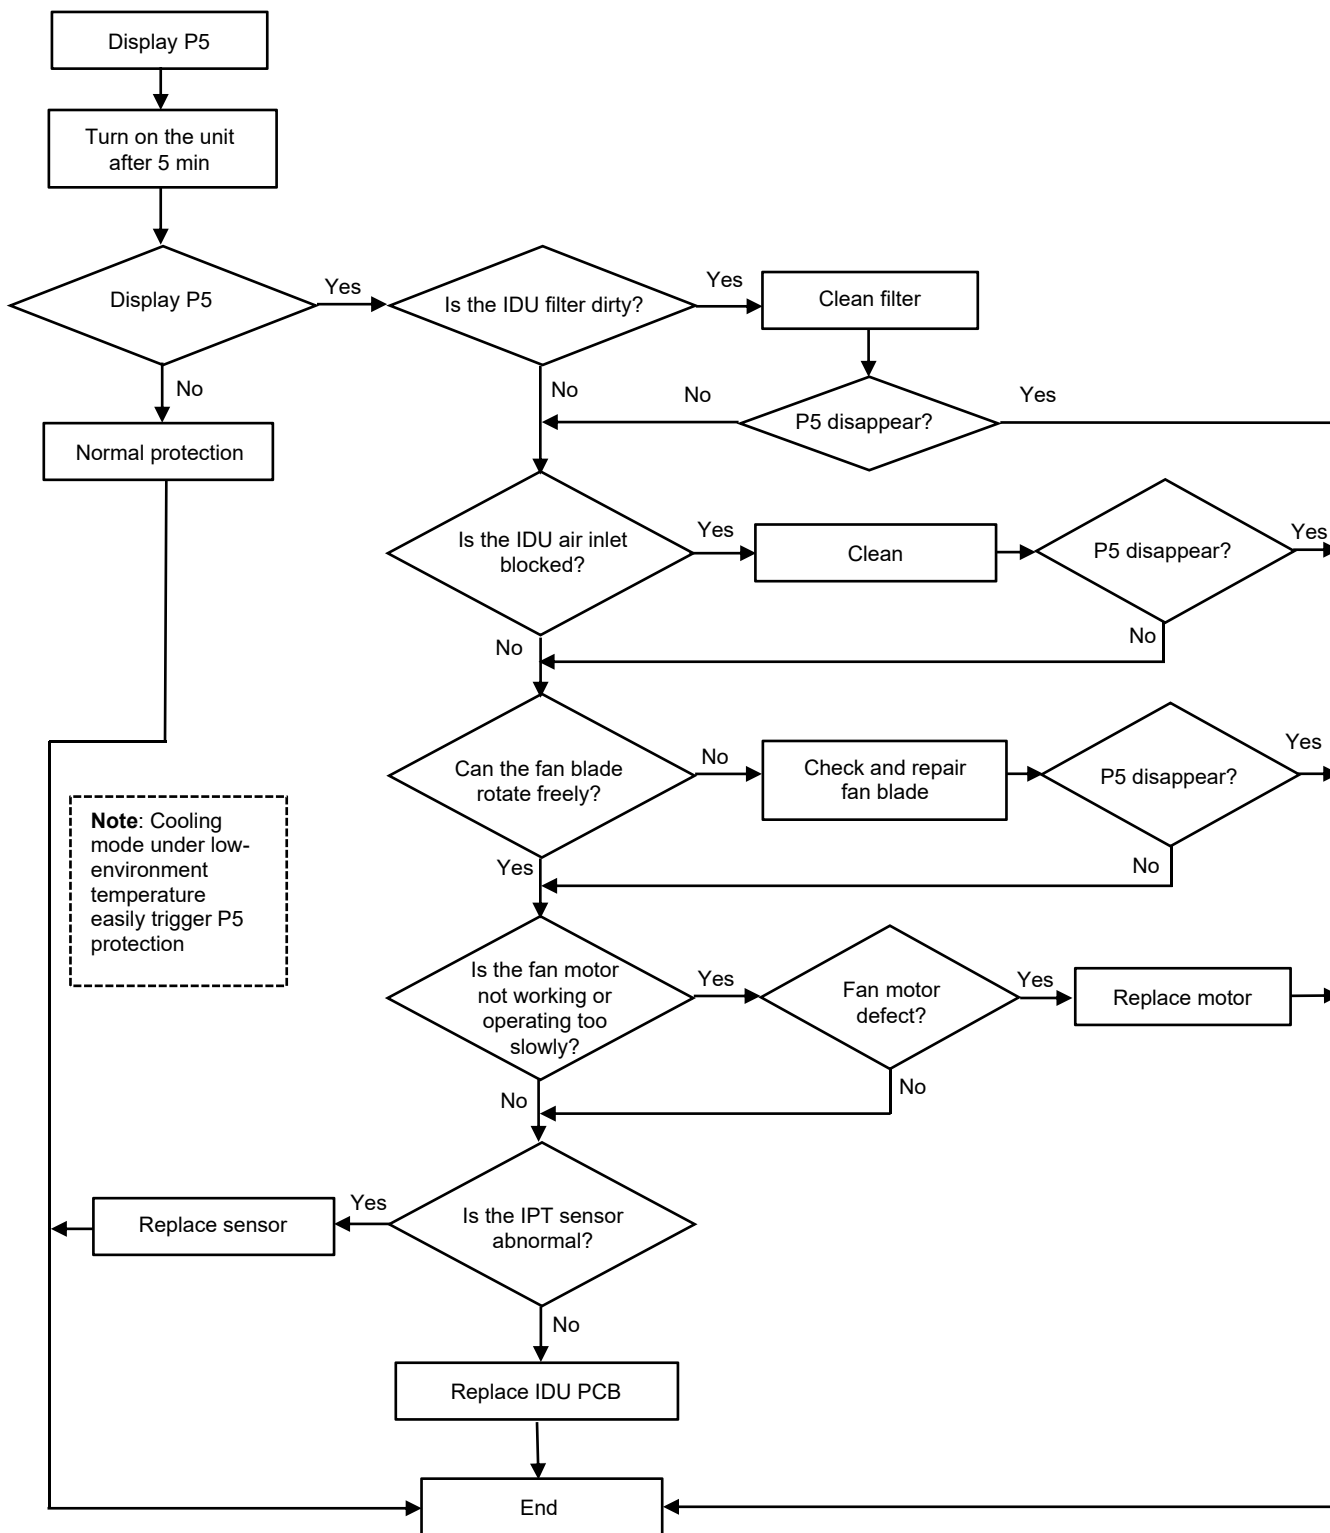 Display P5
Turn on the unit
after 5 min
Display P5
Yes
Is the IDU filter dirty?
Yes
Clean filter
No
No
No
P5 disappear?
Yes
Normal protection
Is the IDU air inlet
blocked?
Yes
Clean
P5 disappear?
Yes
No
No
Can the fan blade
rotate freely?
No
Check and repair
fan blade
P5 disappear?
Yes
Note: Cooling
mode under low-
environment
temperature
easily trigger P5
protection
Yes
No
Is the fan motor
not working or
operating too
slowly?
Yes
Fan motor
defect?
Yes
Replace motor
No
No
Replace sensor
Yes
Is the IPT sensor
abnormal?
No
Replace IDU PCB
End